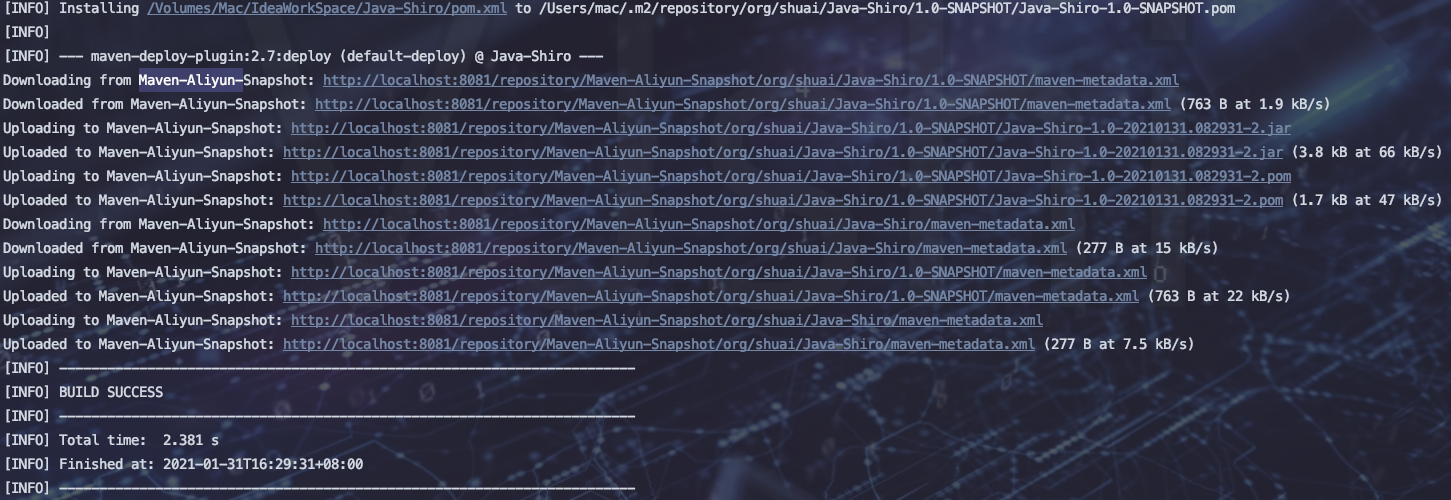 [INFO] Installing /Volumes/Mac/IdeaWorkSpace/Java-Shiro/pom.xml to /Users/mac/.m2/repository/org/shuai/Java-Shiro/1.0-SNAPSHOT/Java-Shiro-1.0-SNAPSHOT.pom
[INFO]
[INFO] --- maven-deploy-plugin:2.7:deploy (default-deploy) @ Java-Shiro ---
Downloading from Maven-Aliyun-Snapshot: http://localhost:8081/repository/Maven-Aliyun-Snapshot/org/shuai/Java-Shiro/1.0-SNAPSHOT/maven-metadata.xml
Downloaded from Maven-Aliyun-Snapshot: http://localhost:8081/repository/Maven-Aliyun-Snapshot/org/shuai/Java-Shiro/1.0-SNAPSHOT/maven-metadata.xml (763 B at 1.9 kB/s)
Uploading to Maven-Aliyun-Snapshot: http://localhost:8081/repository/Maven-Aliyun-Snapshot/org/shuai/Java-Shiro/1.0-SNAPSHOT/Java-Shiro-1.0-20210131.082931-2.jar
Uploaded to Maven-Aliyun-Snapshot: http://localhost:8081/repository/Maven-Aliyun-Snapshot/org/shuai/Java-Shiro/1.0-SNAPSHOT/Java-Shiro-1.0-20210131.082931-2.jar (3.8 kB at 66 kB/s)
Uploading to Maven-Aliyun-Snapshot: http://localhost:8081/repository/Maven-Aliyun-Snapshot/org/shuai/Java-Shiro/1.0-SNAPSHOT/Java-Shiro-1.0-20210131.082931-2.pom
Uploaded to Maven-Aliyun-Snapshot: http://localhost:8081/repository/Maven-Aliyun-Snapshot/org/shuai/Java-Shiro/1.0-SNAPSHOT/Java-Shiro-1.0-20210131.082931-2.pom (1.7 kB at 47 kB/s)
Downloading from Maven-Aliyun-Snapshot: http://localhost:8081/repository/Maven-Aliyun-Snapshot/org/shuai/Java-Shiro/maven-metadata.xml
Downloaded from Maven-Aliyun-Snapshot: http://localhost:8081/repository/Maven-Aliyun-Snapshot/org/shuai/Java-Shiro/maven-metadata.xml (277 B at 15 kB/s)
Uploading to Maven-Aliyun-Snapshot: http://localhost:8081/repository/Maven-Aliyun-Snapshot/org/shuai/Java-Shiro/1.0-SNAPSHOT/maven-metadata.xml
Uploaded to Maven-Aliyun-Snapshot: http://localhost:8081/repository/Maven-Aliyun-Snapshot/org/shuai/Java-Shiro/1.0-SNAPSHOT/maven-metadata.xml (763 B at 22 kB/s)
Uploading to Maven-Aliyun-Snapshot: http://localhost:8081/repository/Maven-Aliyun-Snapshot/org/shuai/Java-Shiro/maven-metadata.xml
Uploaded to Maven-Aliyun-Snapshot: http://localhost:8081/repository/Maven-Aliyun-Snapshot/org/shuai/Java-Shiro/maven-metadata.xml (277 B at 7.5 kB/s)
[INFO] ------------------------------------------------------------------------
[INFO] BUILD SUCCESS
[INFO] ------------------------------------------------------------------------
[INFO] Total time:  2.381 s
[INFO] Finished at: 2021-01-31T16:29:31+08:00
[INFO] ------------------------------------------------------------------------